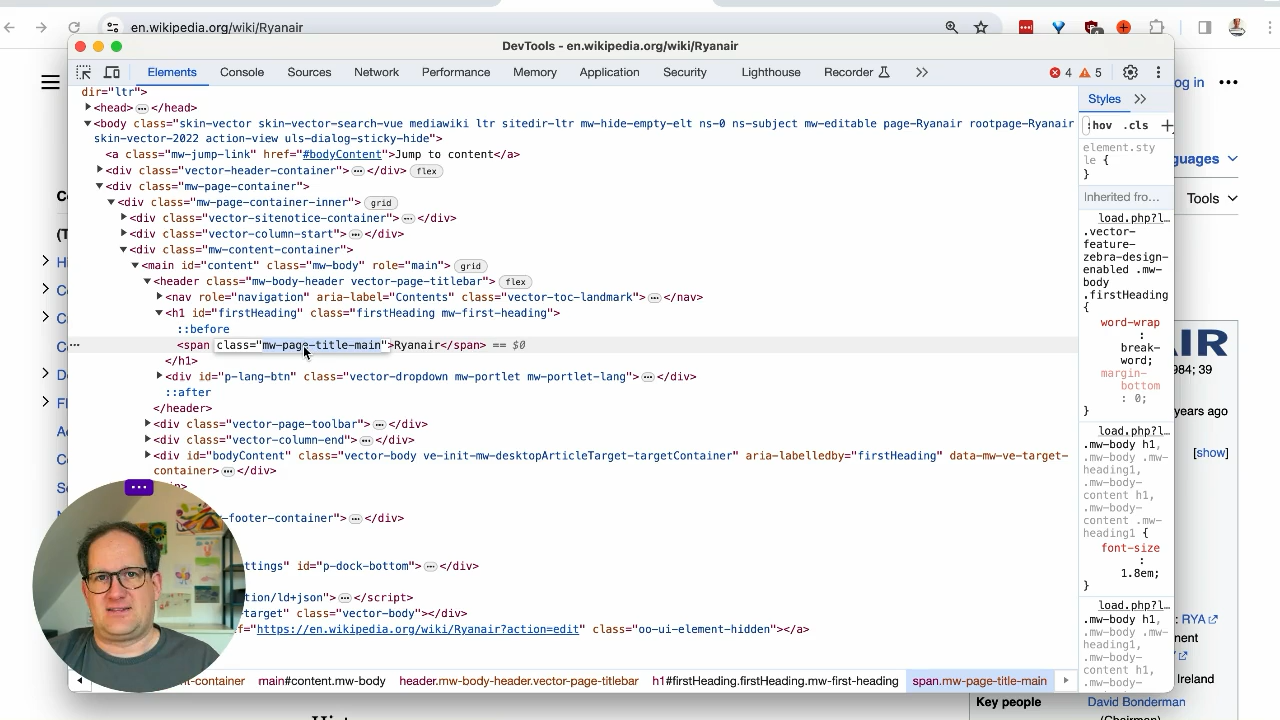 en.wikipedia.org/wiki/Ryanair
DevTools - en.wikipedia.org/wiki/Ryanair
Elements Console Sources Network Performance Memory Application Security Lighthouse Recorder 4 5
dir="ltr">
<head> </head>
<body class="skin-vector skin-vector-search-vue mediawiki ltr sitedir-ltr mw-hide-empty-elt ns-0 ns-subject mw-editable page-Ryanair rootpage-Ryanair
skin-vector-2022 action-view uls-dialog-sticky-hide">
<a class="mw-jump-link" href="#bodyContent">Jump to content</a>
<div class="vector-header-container"> </div> flex
<div class="mw-page-container">
<div class="mw-page-container-inner"> grid
<div class="vector-sitenotice-container"> </div>
<div class="vector-column-start"> </div>
<div class="mw-content-container">
<main id="content" class="mw-body" role="main"> grid
<header class="mw-body-header vector-page-titlebar"> flex
<nav role="navigation" aria-label="Contents" class="vector-toc-landmark"> </nav>
<h1 id="firstHeading" class="firstHeading mw-first-heading">
::before
<span class="mw-page-title-main">Ryanair</span> == $0
</h1>
<div id="p-lang-btn" class="vector-dropdown mw-portlet mw-portlet-lang"> </div>
::after
</header>
<div class="vector-page-toolbar"> </div>
<div class="vector-column-end"> </div>
<div id="bodyContent" class="vector-body ve-init-mw-desktopArticleTarget-targetContainer" aria-labelledby="firstHeading" data-mw-ve-target-
container> </div>
-footer-container"> </div>
ttings" id="p-dock-bottom"> </div>
tion/ld+json"> </script>
-target" class="vector-body"></div>
f="https://en.wikipedia.org/wiki/Ryanair?action=edit" class="oo-ui-element-hidden"></a>
nt-container main#content.mw-body header.mw-body-header.vector-page-titlebar h1#firstHeading.firstHeading.mw-first-heading span.mw-page-title-main
Styles
:hov .cls
element.sty
le {
}
Inherited fro…
load.php?l…
.vector-
feature-
zebra-design-
enabled .mw-
body
.firstHeading
{
word-wrap
:
break-
word;
margin-
bottom
: 0;
}
load.php?l…
.mw-body h1,
.mw-body .mw-
heading1,
.mw-body-
content h1,
.mw-body-
content .mw-
heading1 {
font-size
:
1.8em;
}
load.php?l…
.mw-body h1,
.mw-body .mw-
heading1,
.mw-body-
content h1,
og in
guages
Tools
AIR
984; 39
years ago
[show]
: RYA
nent
Ireland
Key people
David Bonderman
(Chairman)